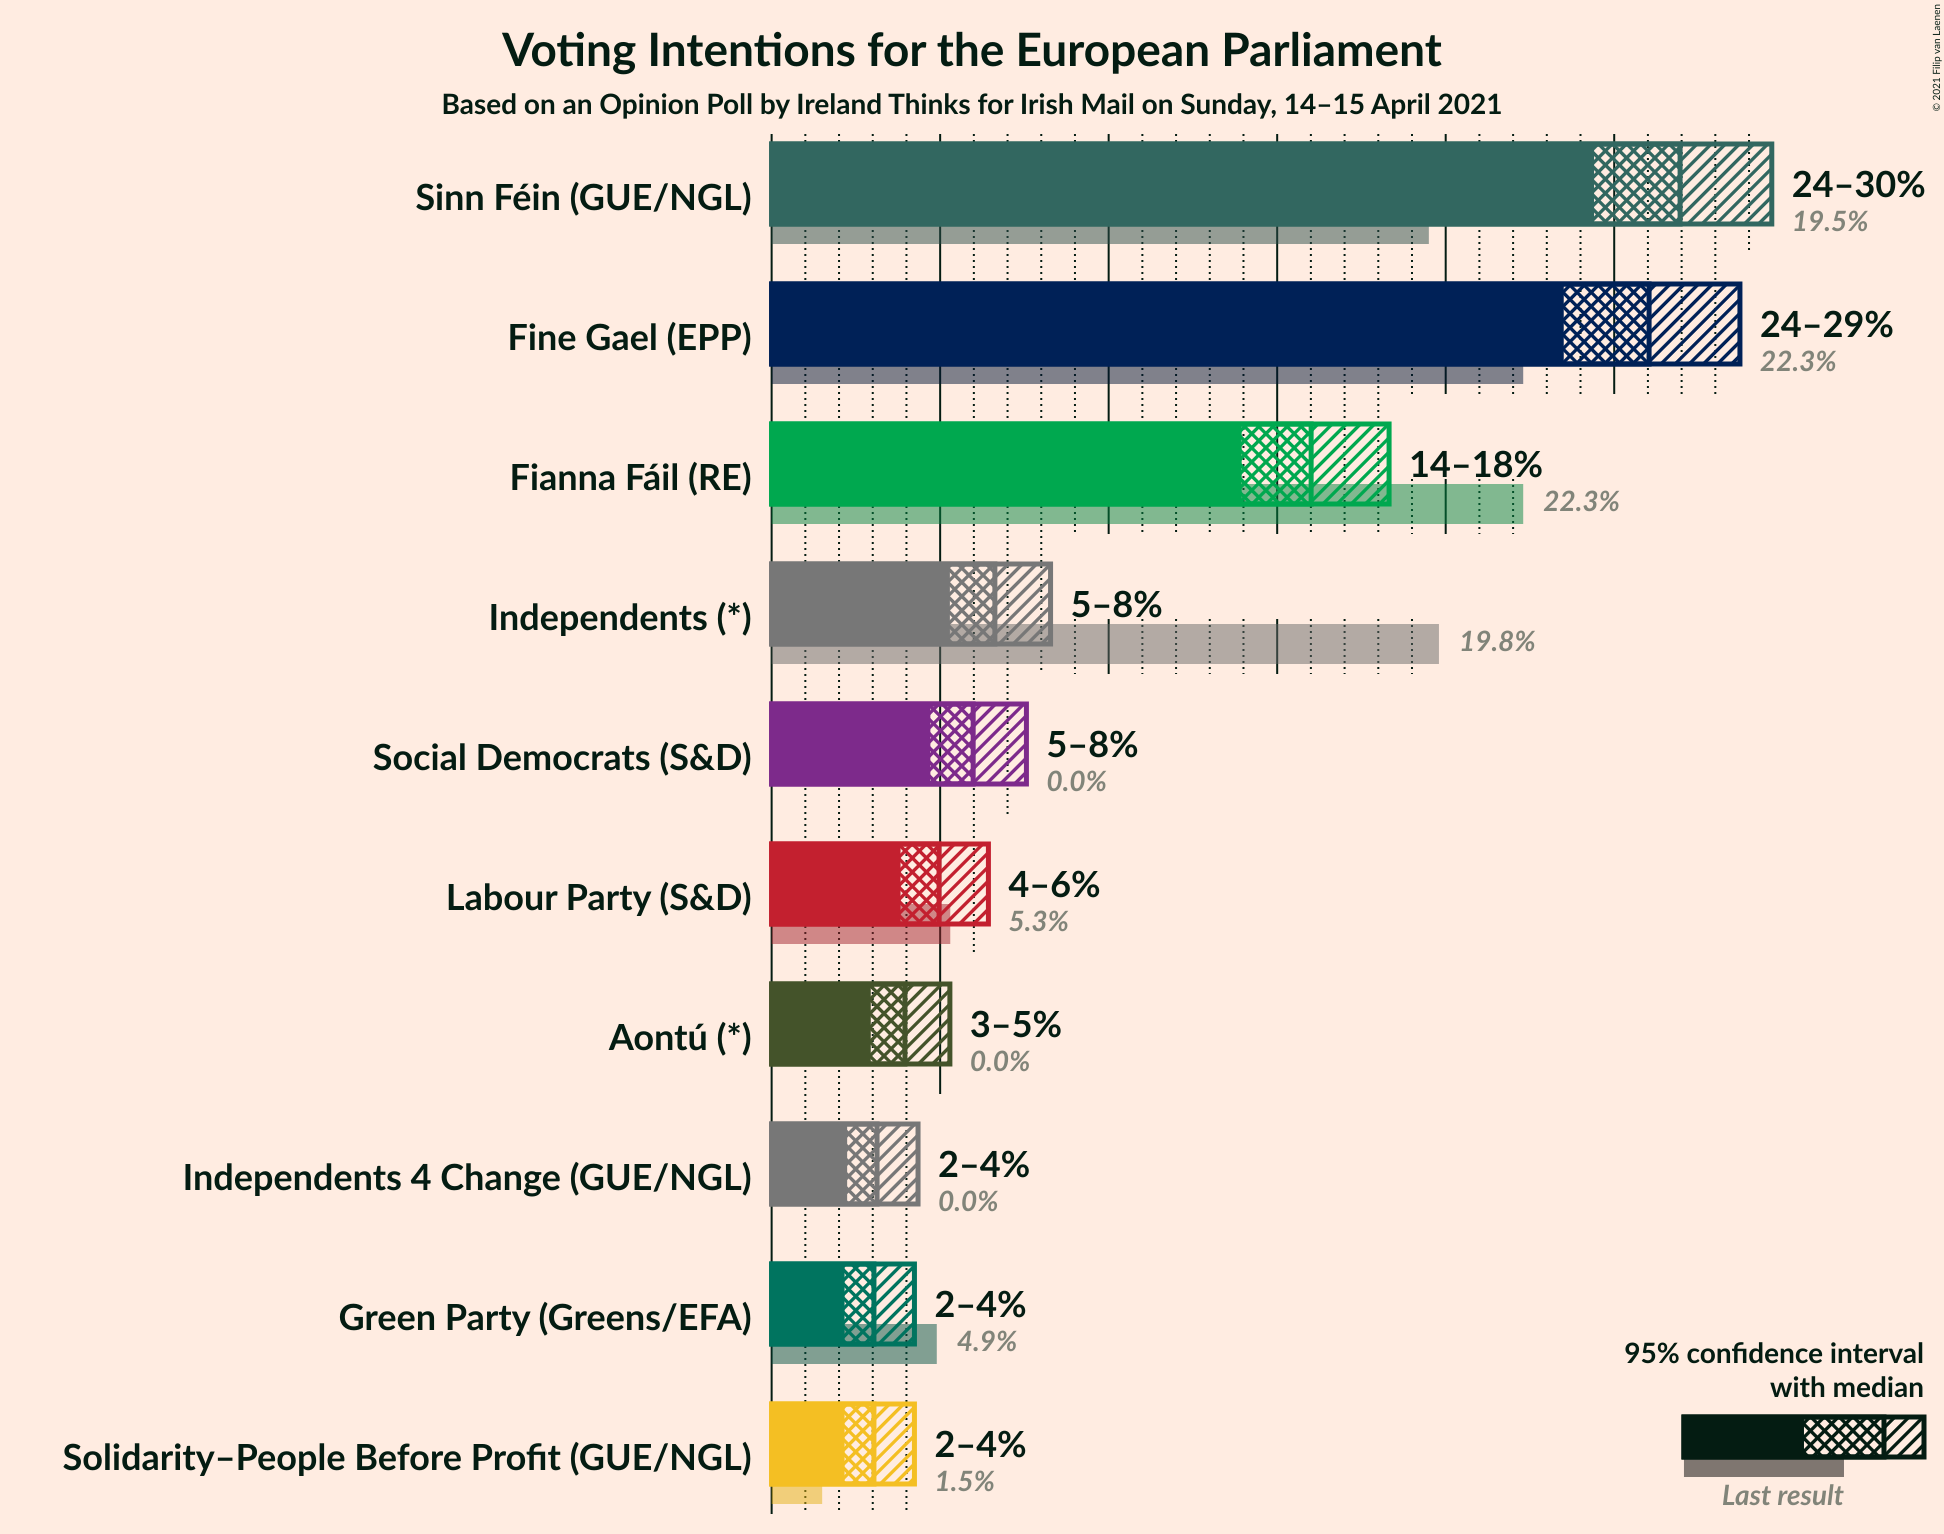 Voting Intentions for the European Parliament
Based on an Opinion Poll by Ireland Thinks for Irish Mail on Sunday, 14–15 April 2021
© 2021 Filip van Laenen
Sinn Féin (GUE/NGL)
24–30%
19.5%
Fine Gael (EPP)
24–29%
22.3%
Fianna Fáil (RE)
14–18%
22.3%
Independents (*)
5–8%
19.8%
Social Democrats (S&D)
5–8%
0.0%
Labour Party (S&D)
4–6%
5.3%
Aontú (*)
3–5%
0.0%
Independents 4 Change (GUE/NGL)
2–4%
0.0%
Green Party (Greens/EFA)
2–4%
4.9%
Solidarity–People Before Profit (GUE/NGL)
2–4%
1.5%
95% confidence interval
with median
Last result